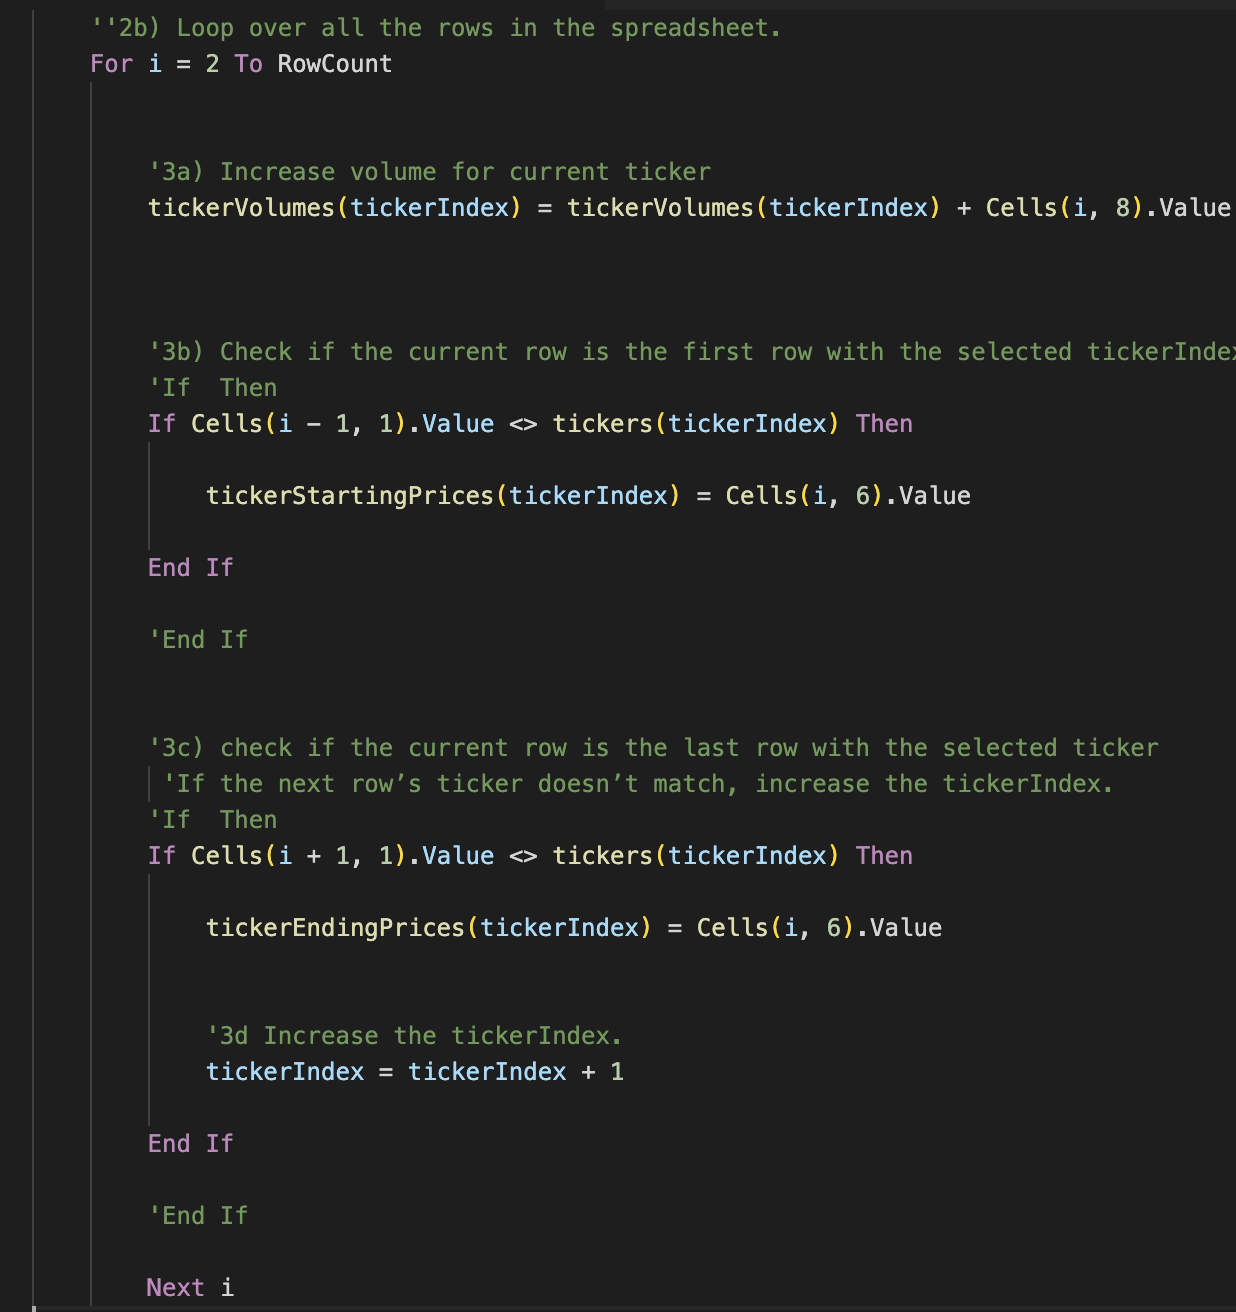 ''2b) Loop over all the rows in the spreadsheet.
For i = 2 To RowCount
'3a) Increase volume for current ticker
tickerVolumes(tickerIndex) = tickerVolumes(tickerIndex) + Cells(i, 8).Value
'3b) Check if the current row is the first row with the selected tickerIndex
'If  Then
If Cells(i - 1, 1).Value <> tickers(tickerIndex) Then
tickerStartingPrices(tickerIndex) = Cells(i, 6).Value
End If
'End If
'3c) check if the current row is the last row with the selected ticker
'If the next row’s ticker doesn’t match, increase the tickerIndex.
'If  Then
If Cells(i + 1, 1).Value <> tickers(tickerIndex) Then
tickerEndingPrices(tickerIndex) = Cells(i, 6).Value
'3d Increase the tickerIndex.
tickerIndex = tickerIndex + 1
End If
'End If
Next i